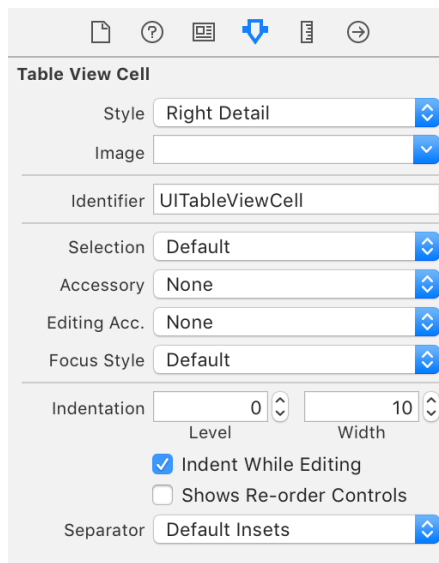 Table View Cell
Style Right Detail
Image
Identifier UITableViewCell
Selection Default
Accessory None
Editing Acc. None
Focus Style Default
Indentation 0 10
Level Width
Indent While Editing
Shows Re-order Controls
Separator Default Insets